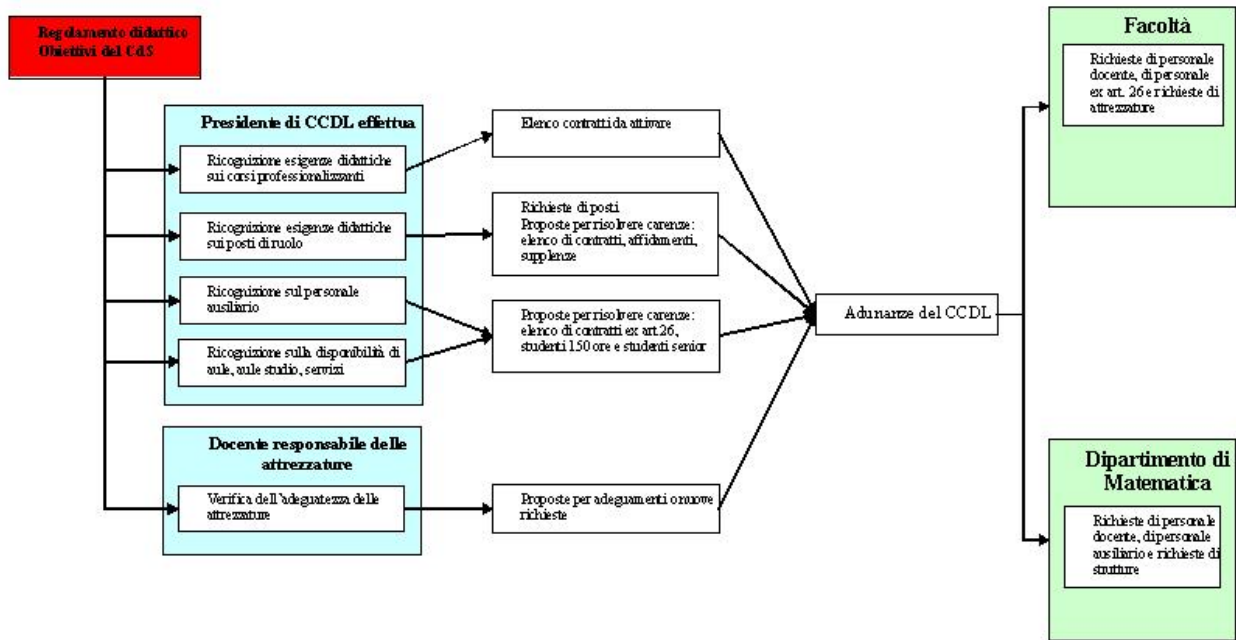 Regolamento didattico
Obiettivi del CdS
Presidente di CCDL effettua
Ricognizione esigenze didattiche
sui corsi professionalizzanti
Ricognizione esigenze didattiche
sui posti di ruolo
Ricognizione sul personale
ausiliario
Ricognizione sulla disponibilità di
aule, aule studio, servizi
Docente responsabile delle
attrezzature
Verifica dell'adeguatezza delle
attrezzature
Elenco contratti da attivare
Richieste di posti
Proposte per risolvere carenze:
elenco di contratti, affidamenti,
supplenze
Proposte per risolvere carenze:
elenco di contratti ex art.26,
studenti 150 ore e studenti senior
Proposte per adeguamenti o nuove
richieste
Adunanze del CCDL
Facoltà
Richieste di personale
docente, di personale
ex art. 26 e richieste di
attrezzature
Dipartimento di
Matematica
Richieste di personale
docente, di personale
ausiliario e richieste di
strutture